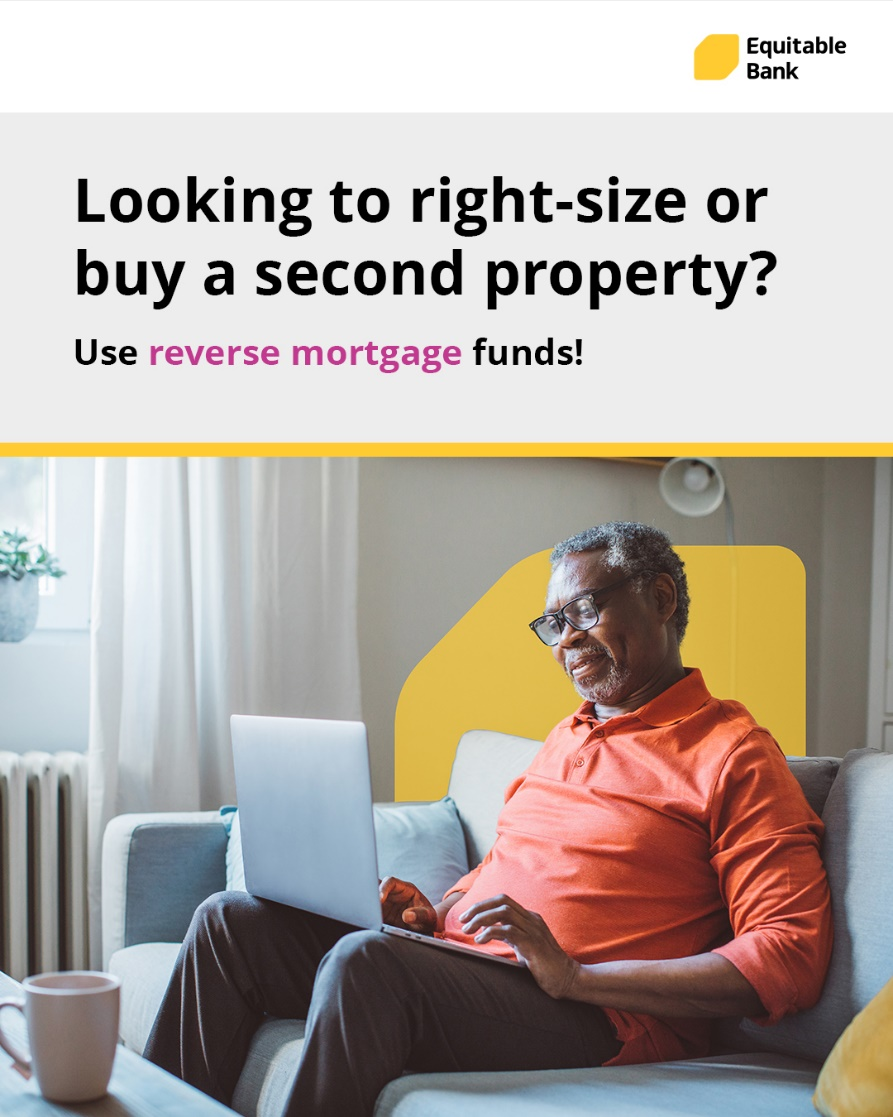 Equitable
Bank
Looking to right-size or
buy a second property?
Use reverse mortgage funds!